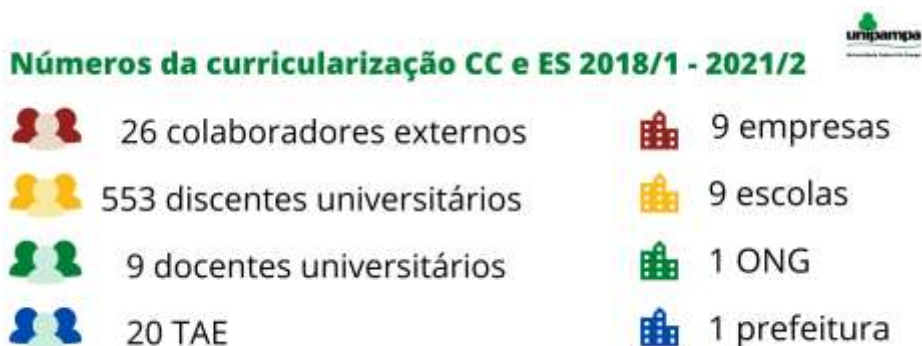 unipampa
Números da curricularização CC e ES 2018/1 - 2021/2
26 colaboradores externos
553 discentes universitários
9 docentes universitários
20 TAE
9 empresas
9 escolas
1 ONG
1 prefeitura